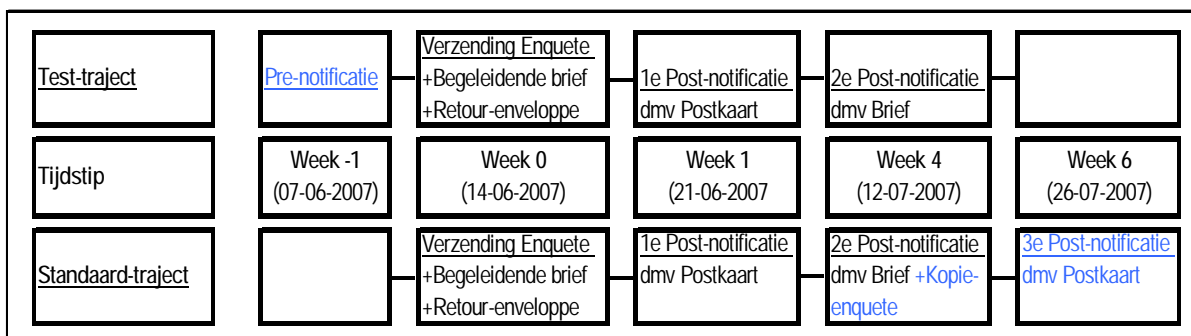 Test-traject
Pre-notificatie
Verzending Enquete
+Begeleidende brief
+Retour-enveloppe
1e Post-notificatie
dmv Postkaart
2e Post-notificatie
dmv Brief
Tijdstip
Week -1
(07-06-2007)
Week 0
(14-06-2007)
Week 1
(21-06-2007
Week 4
(12-07-2007)
Week 6
(26-07-2007)
Standaard-traject
Verzending Enquete
+Begeleidende brief
+Retour-enveloppe
1e Post-notificatie
dmv Postkaart
2e Post-notificatie
dmv Brief +Kopie-
enquete
3e Post-notificatie
dmv Postkaart